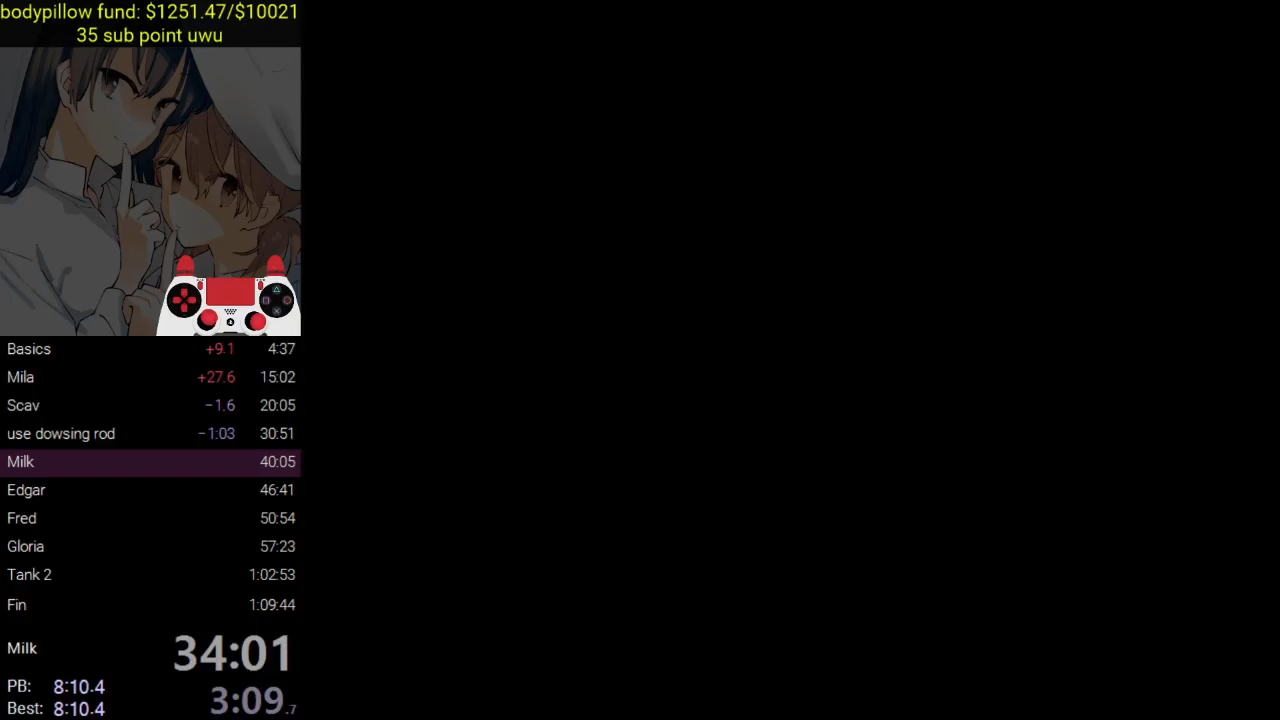 bodypillow fund: $1251.47/$10021
35 sub point uwu
Basics +9.1 4:37
Mila +27.6 15:02
Scav −1.6 20:05
use dowsing rod −1:03 30:51
Milk 40:05
Edgar 46:41
Fred 50:54
Gloria 57:23
Tank 2 1:02:53
Fin 1:09:44
Milk 34:01
PB: 8:10.4 3:09.7
Best: 8:10.4